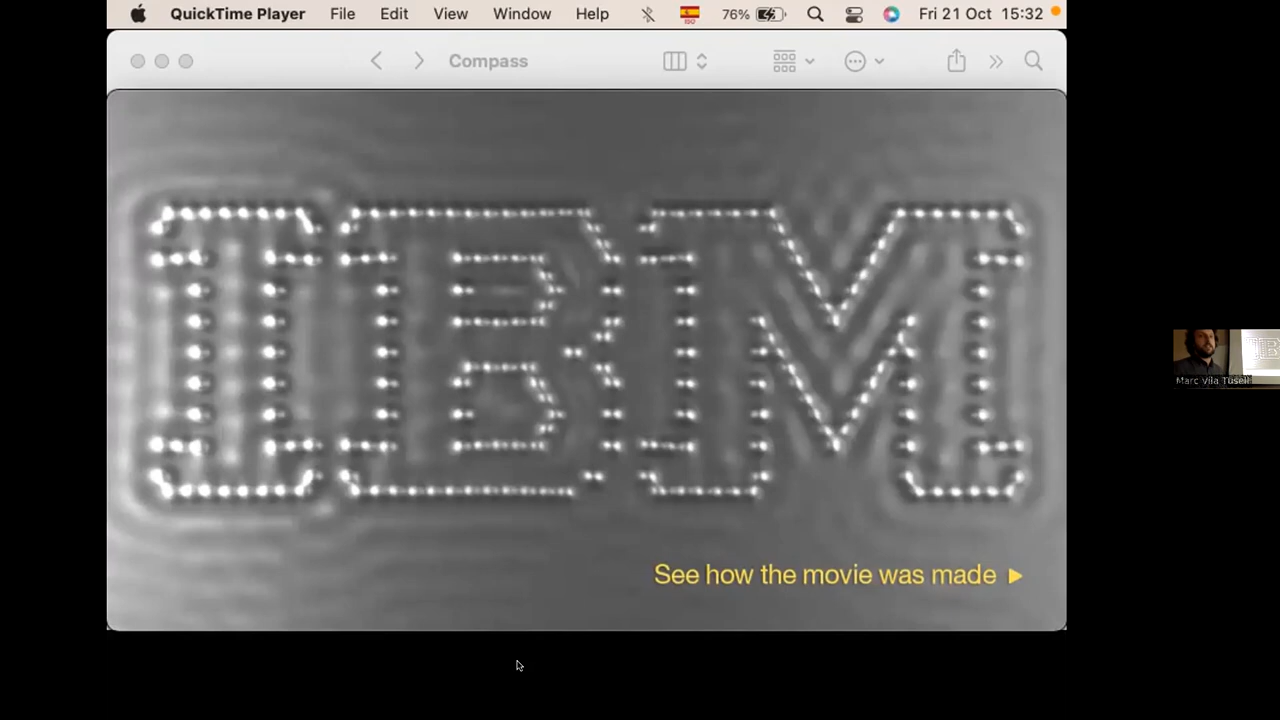 QuickTime Player File Edit View Window Help ISO 76% Fri 21 Oct 15:32
Compass
IBM
See how the movie was made
Marc Vila Tusell